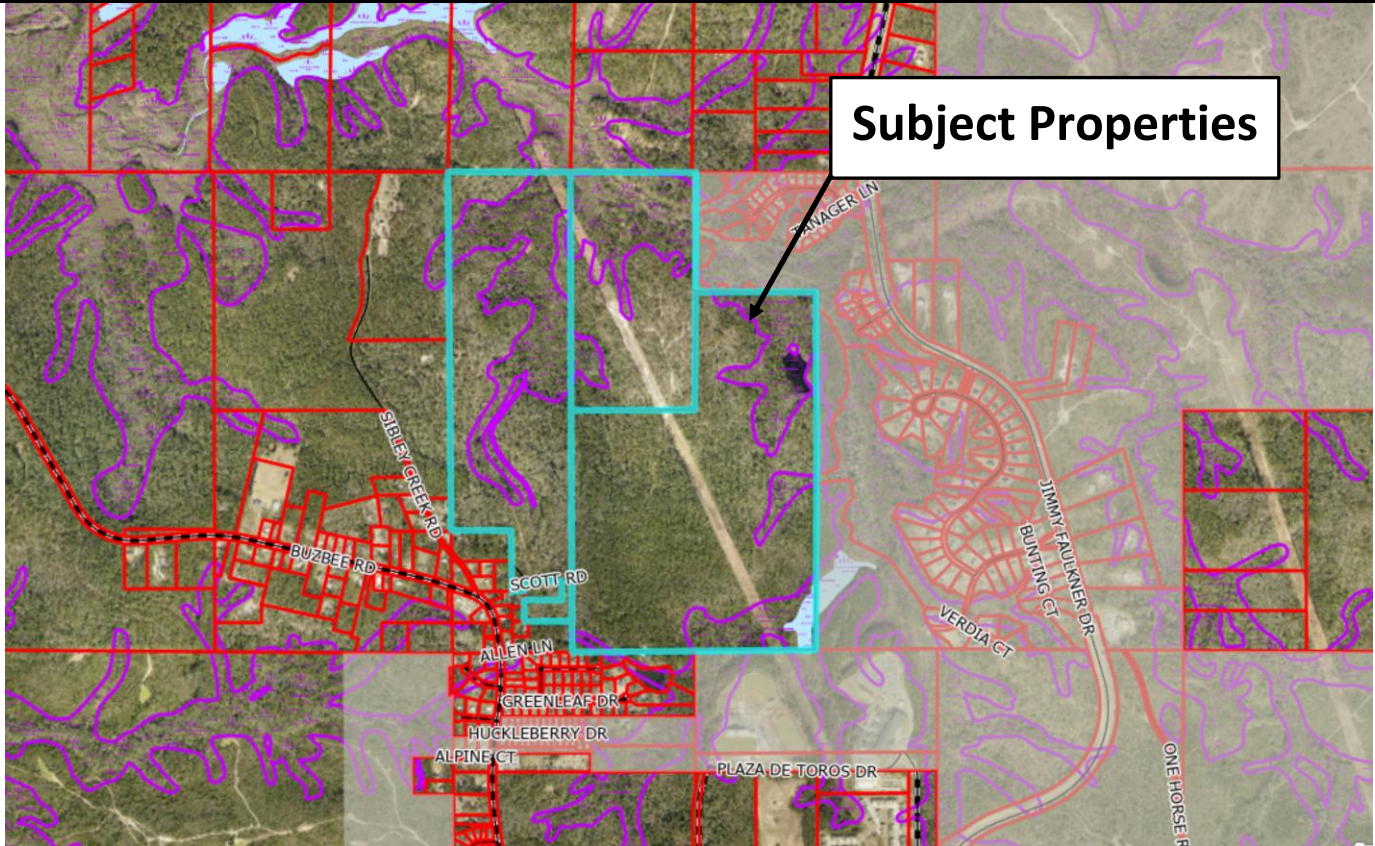 Subject Properties
TANAGER LN
SIBLEY CREEK RD
JIMMY FAULKNER DR
BUNTING CT
BUZBEE RD
SCOTT RD
VERDIA CT
ALLEN LN
GREENLEAF DR
HUCKLEBERRY DR
ALPINE CT
PLAZA DE TOROS DR
ONE HORSE R